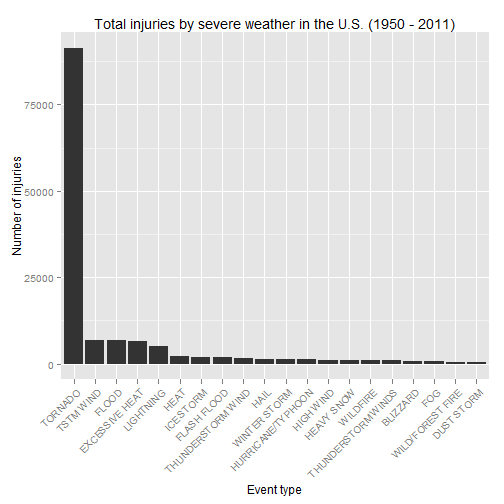 Total injuries by severe weather in the U.S. (1950 - 2011)
Number of injuries
75000
50000
25000
0
TORNADO
TSTM WIND
FLOOD
EXCESSIVE HEAT
LIGHTNING
HEAT
ICE STORM
FLASH FLOOD
THUNDERSTORM WIND
HAIL
WINTER STORM
HURRICANE/TYPHOON
HIGH WIND
HEAVY SNOW
WILDFIRE
THUNDERSTORM WINDS
BLIZZARD
FOG
WILD/FOREST FIRE
DUST STORM
Event type